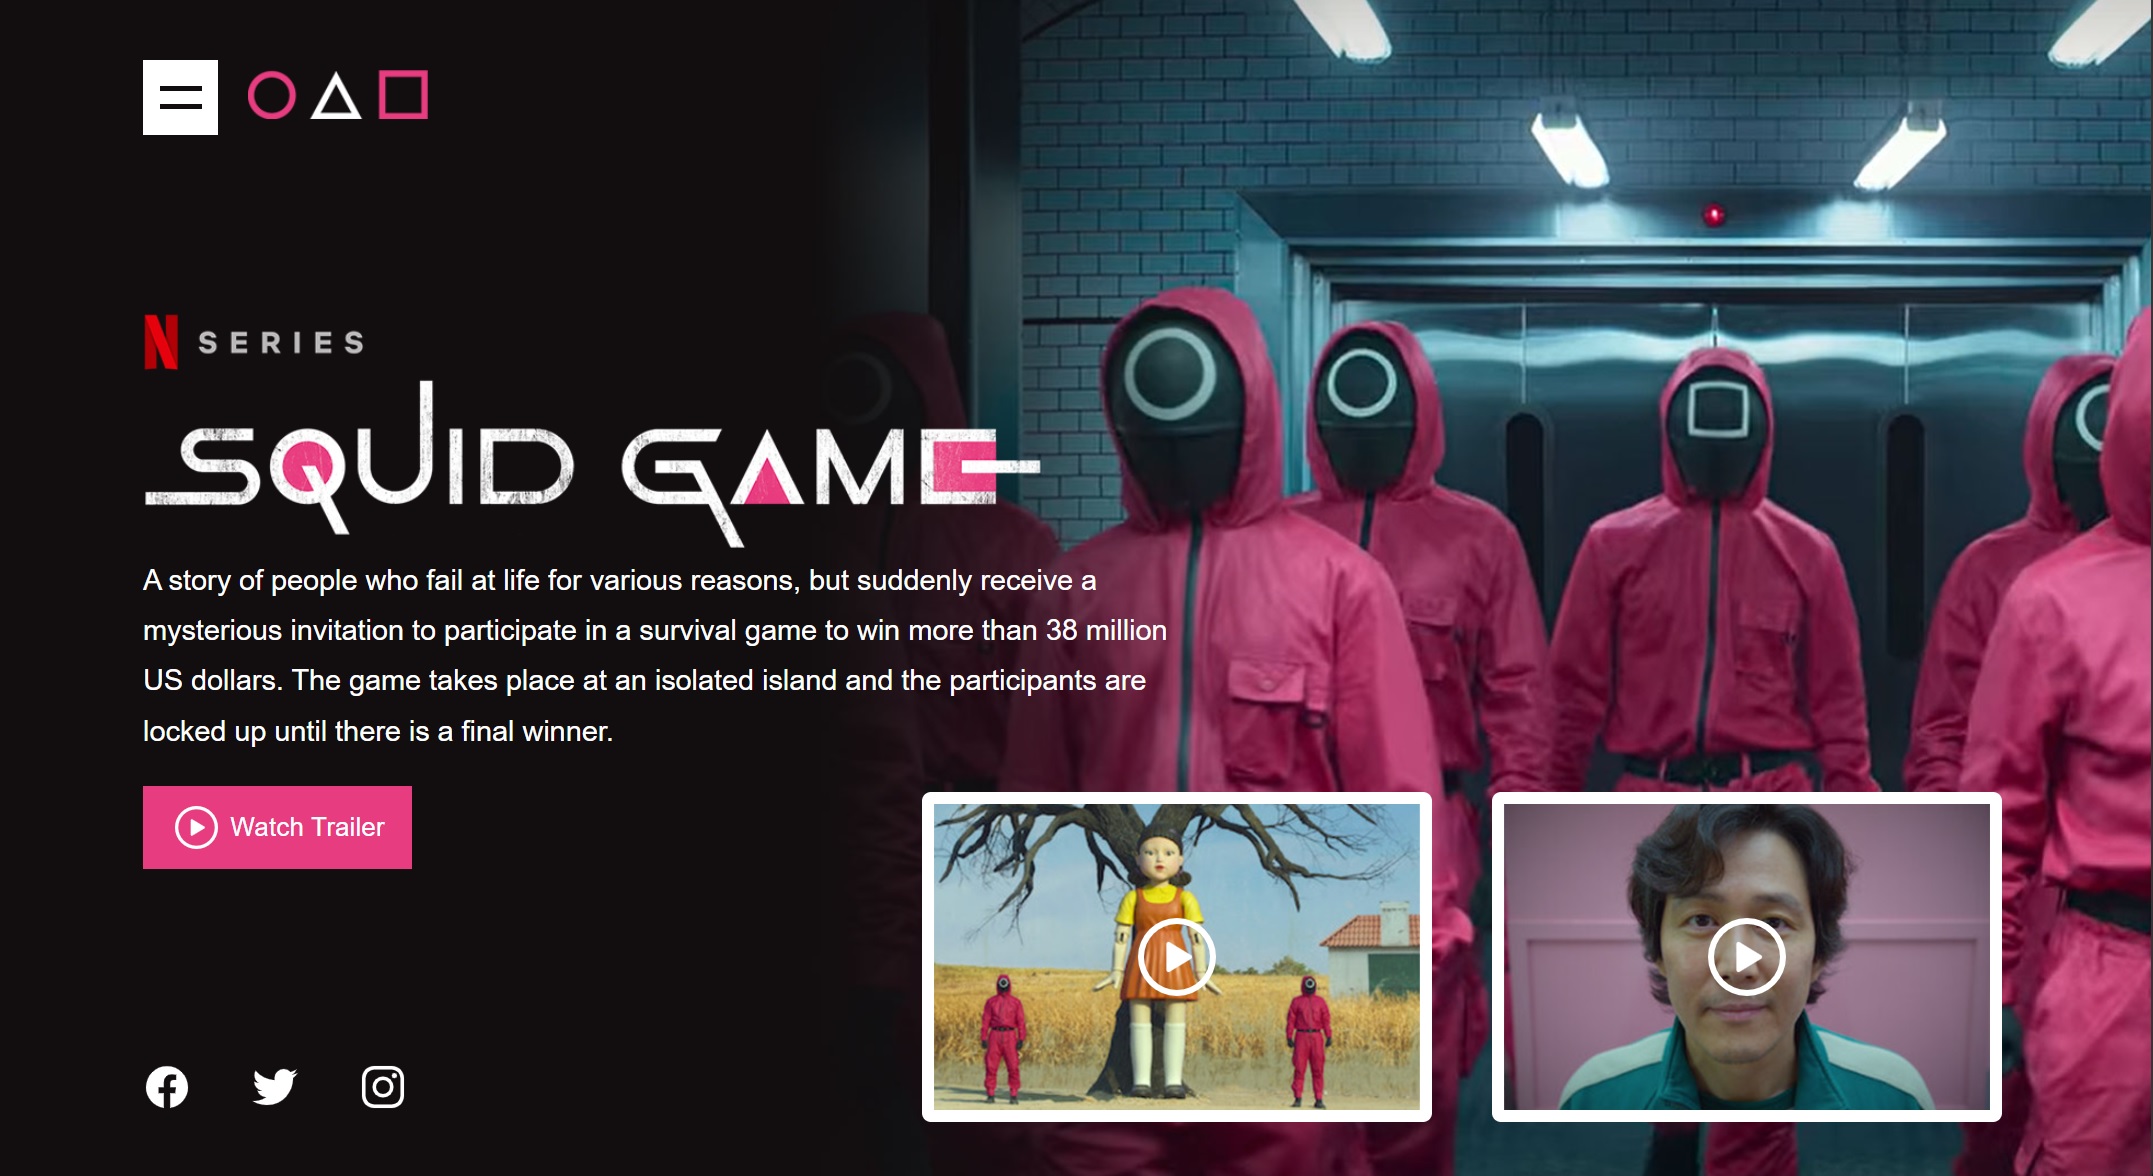 N SERIES
SQUID GAME
A story of people who fail at life for various reasons, but suddenly receive a
mysterious invitation to participate in a survival game to win more than 38 million
US dollars. The game takes place at an isolated island and the participants are
locked up until there is a final winner.
Watch Trailer